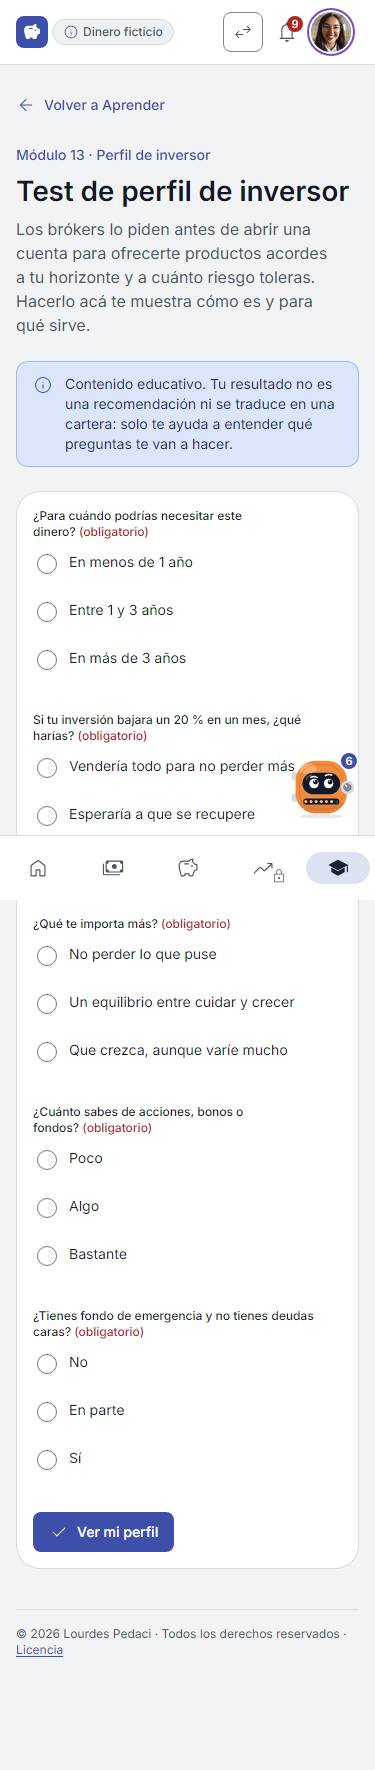 Dinero ficticio
9
Volver a Aprender
Módulo 13 · Perfil de inversor
Test de perfil de inversor
Los brókers lo piden antes de abrir una
cuenta para ofrecerte productos acordes
a tu horizonte y a cuánto riesgo toleras.
Hacerlo acá te muestra cómo es y para
qué sirve.
Contenido educativo. Tu resultado no es
una recomendación ni se traduce en una
cartera: solo te ayuda a entender qué
preguntas te van a hacer.
¿Para cuándo podrías necesitar este
dinero? (obligatorio)
En menos de 1 año
Entre 1 y 3 años
En más de 3 años
Si tu inversión bajara un 20 % en un mes, ¿qué
harías? (obligatorio)
Vendería todo para no perder más
6
Esperaría a que se recupere
¿Qué te importa más? (obligatorio)
No perder lo que puse
Un equilibrio entre cuidar y crecer
Que crezca, aunque varíe mucho
¿Cuánto sabes de acciones, bonos o
fondos? (obligatorio)
Poco
Algo
Bastante
¿Tienes fondo de emergencia y no tienes deudas
caras? (obligatorio)
No
En parte
Sí
Ver mi perfil
© 2026 Lourdes Pedaci · Todos los derechos reservados ·
Licencia